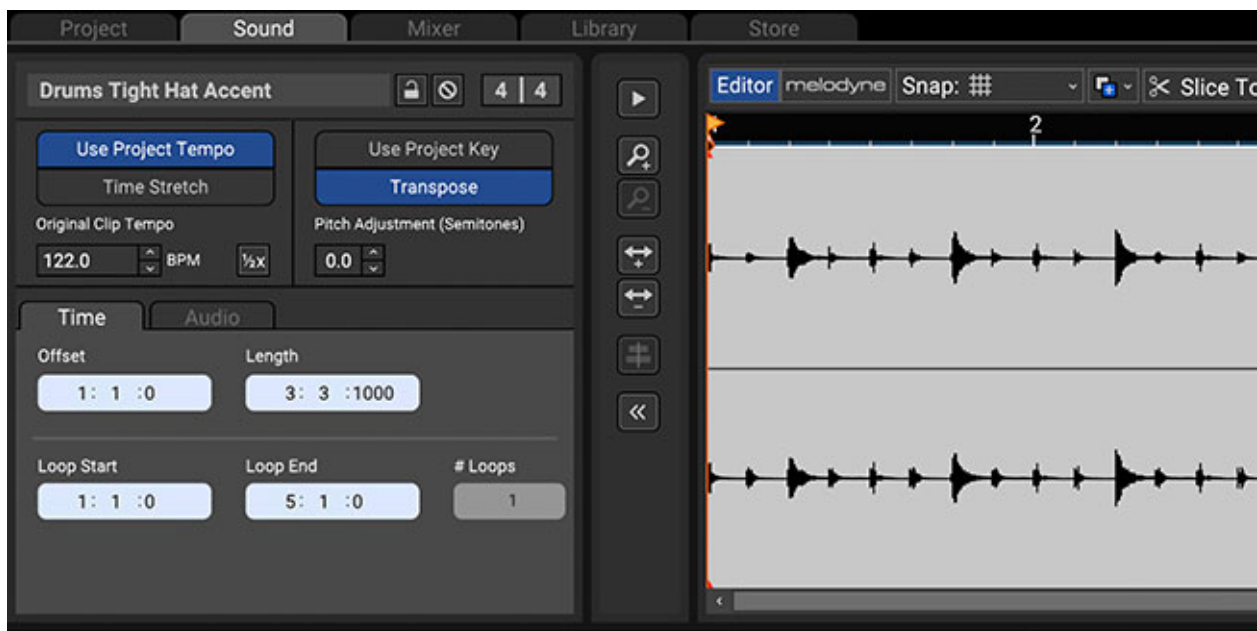 Project Sound Mixer Library Store
Drums Tight Hat Accent 4 | 4
Use Project Tempo
Time Stretch
Original Clip Tempo
122.0 BPM ½x
Use Project Key
Transpose
Pitch Adjustment (Semitones)
0.0
Time Audio
Offset Length
1: 1 :0 3: 3 :1000
Loop Start Loop End # Loops
1: 1 :0 5: 1 :0 1
Editor melodyne Snap: Slice To
2